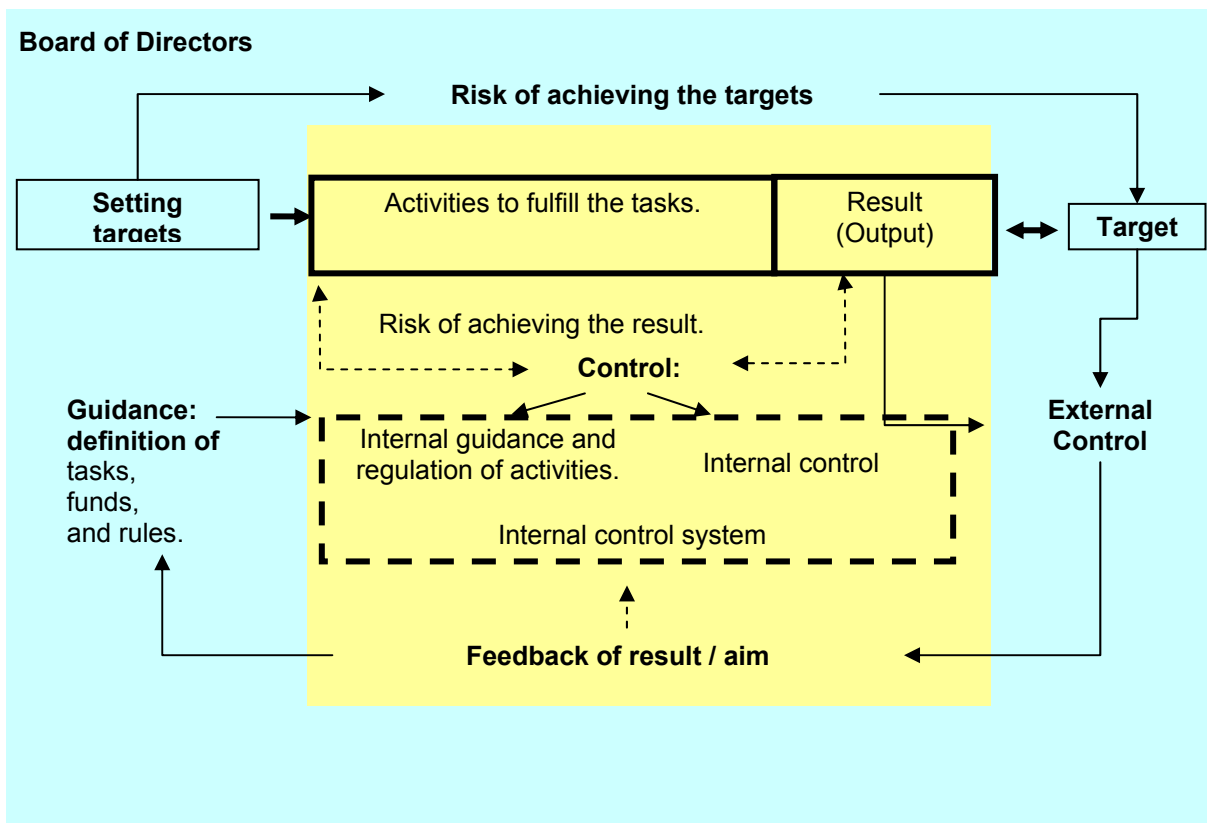 Board of Directors
Risk of achieving the targets
Setting
targets
Activities to fulfill the tasks.
Result
(Output)
Target
Risk of achieving the result.
Control:
Guidance:
definition of
tasks,
funds,
and rules.
Internal guidance and
regulation of activities.
Internal control
External
Control
Internal control system
Feedback of result / aim